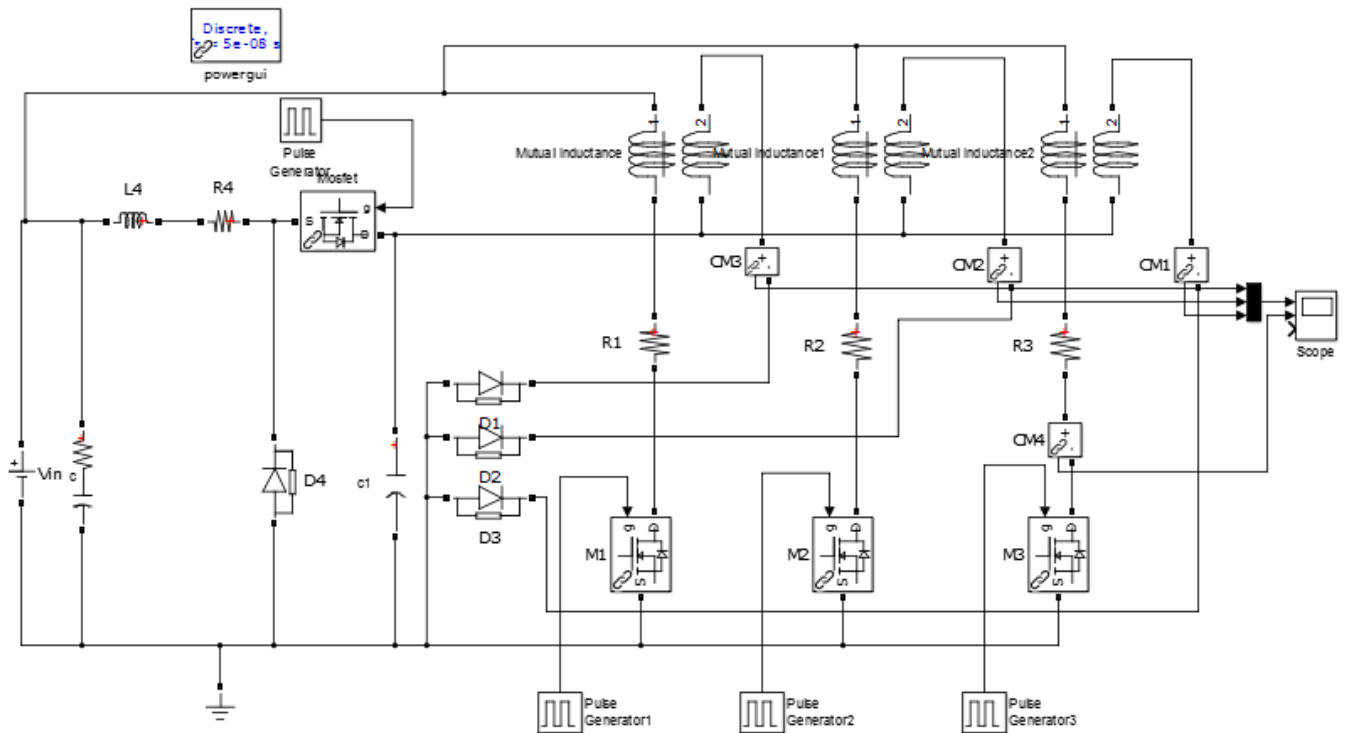 Discrete,
= 5e-08 s
powergui
Pulse
Generator
Mosfet
g
S
D
L4
R4
1
2
Mutual Inductance
1
2
Mutual Inductance1
1
2
Mutual Inductance2
CM3
+
-
CM2
+
-
CM1
+
-
Scope
R1
R2
R3
D1
D2
D3
CM4
+
-
+
Vin
c
D4
c1
M1
g
D
S
M2
g
D
S
M3
g
D
S
Pulse
Generator1
Pulse
Generator2
Pulse
Generator3